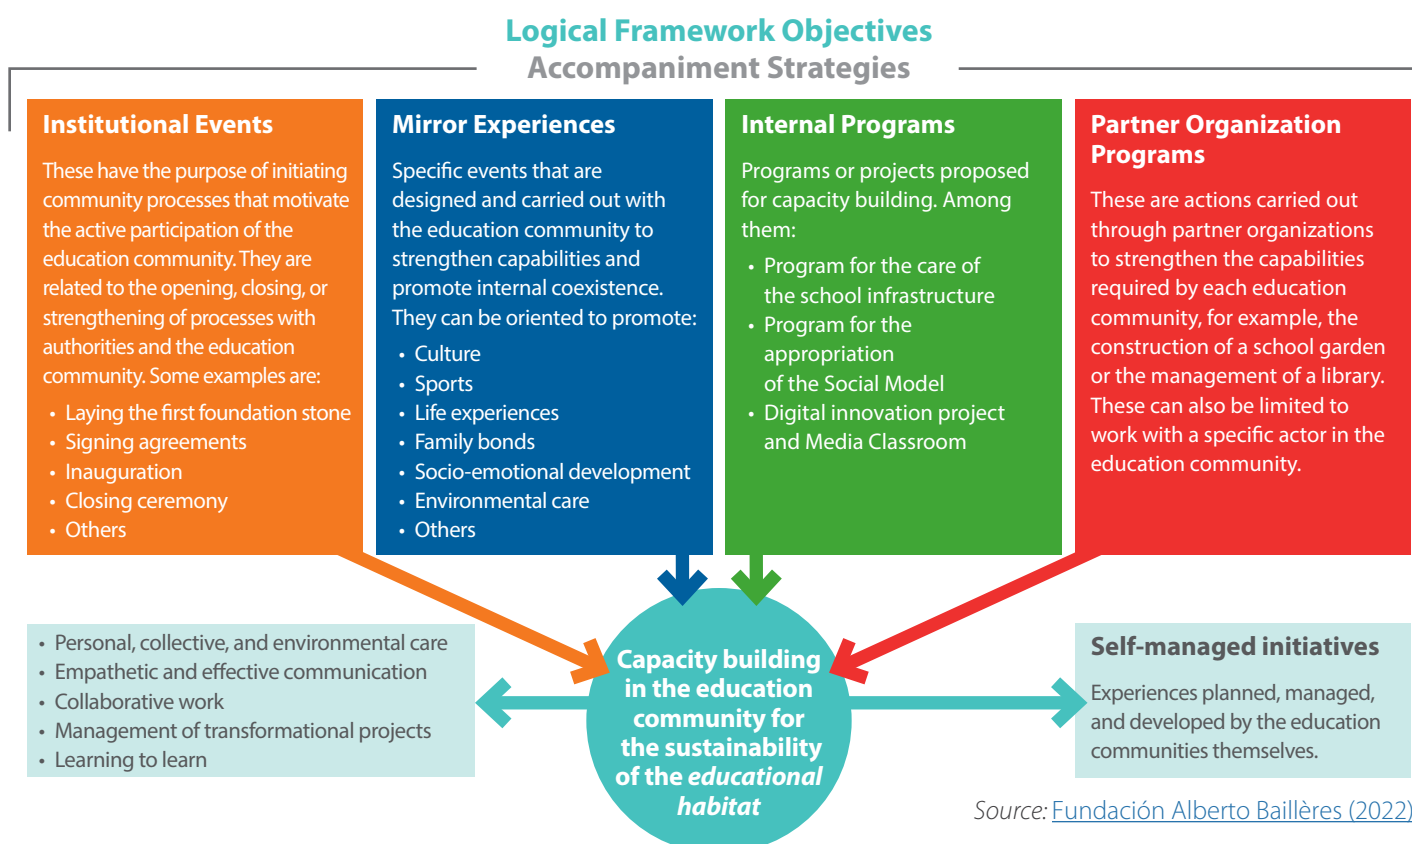 Logical Framework Objectives
Accompaniment Strategies
Institutional Events
These have the purpose of initiating
community processes that motivate
the active participation of the
education community. They are
related to the opening, closing, or
strengthening of processes with
authorities and the education
community. Some examples are:
• Laying the first foundation stone
• Signing agreements
• Inauguration
• Closing ceremony
• Others
Mirror Experiences
Specific events that are
designed and carried out with
the education community to
strengthen capabilities and
promote internal coexistence.
They can be oriented to promote:
• Culture
• Sports
• Life experiences
• Family bonds
• Socio-emotional development
• Environmental care
• Others
Internal Programs
Programs or projects proposed
for capacity building. Among
them:
• Program for the care of
the school infrastructure
• Program for the
appropriation
of the Social Model
• Digital innovation project
and Media Classroom
Partner Organization
Programs
These are actions carried out
through partner organizations
to strengthen the capabilities
required by each education
community, for example, the
construction of a school garden
or the management of a library.
These can also be limited to
work with a specific actor in the
education community.
• Personal, collective, and environmental care
• Empathetic and effective communication
• Collaborative work
• Management of transformational projects
• Learning to learn
Capacity building
in the education
community for
the sustainability
of the educational
habitat
Self-managed initiatives
Experiences planned, managed,
and developed by the education
communities themselves.
Source: Fundación Alberto Baillères (2022)